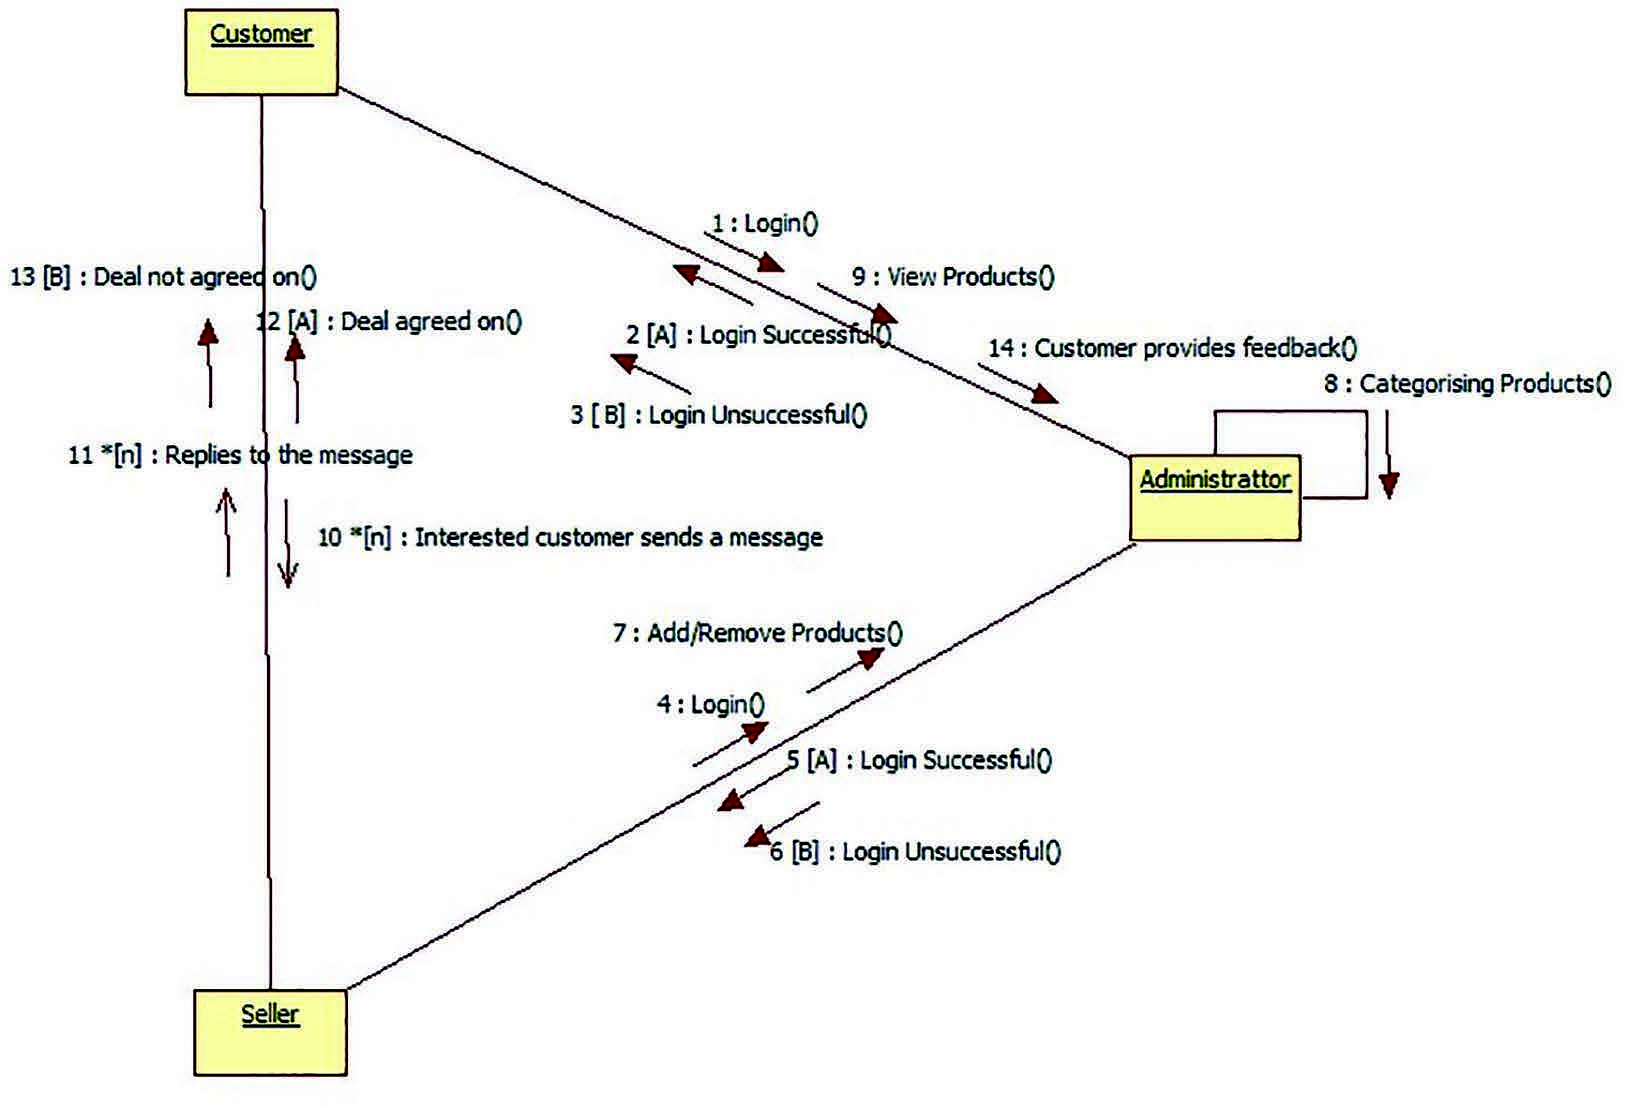 Customer
1 : Login()
13 [B] : Deal not agreed on()
9 : View Products()
12 [A] : Deal agreed on()
2 [A] : Login Successful()
14 : Customer provides feedback()
8 : Categorising Products()
3 [ B] : Login Unsuccessful()
11 *[n] : Replies to the message
Administrattor
10 *[n] : Interested customer sends a message
7 : Add/Remove Products()
4 : Login()
5 [A] : Login Successful()
6 [B] : Login Unsuccessful()
Seller